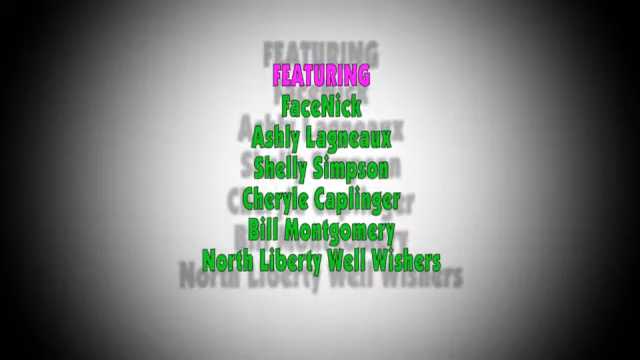 FEATURING
FaceNick
Ashly Lagneaux
Shelly Simpson
Cheryle Caplinger
Bill Montgomery
North Liberty Well Wishers